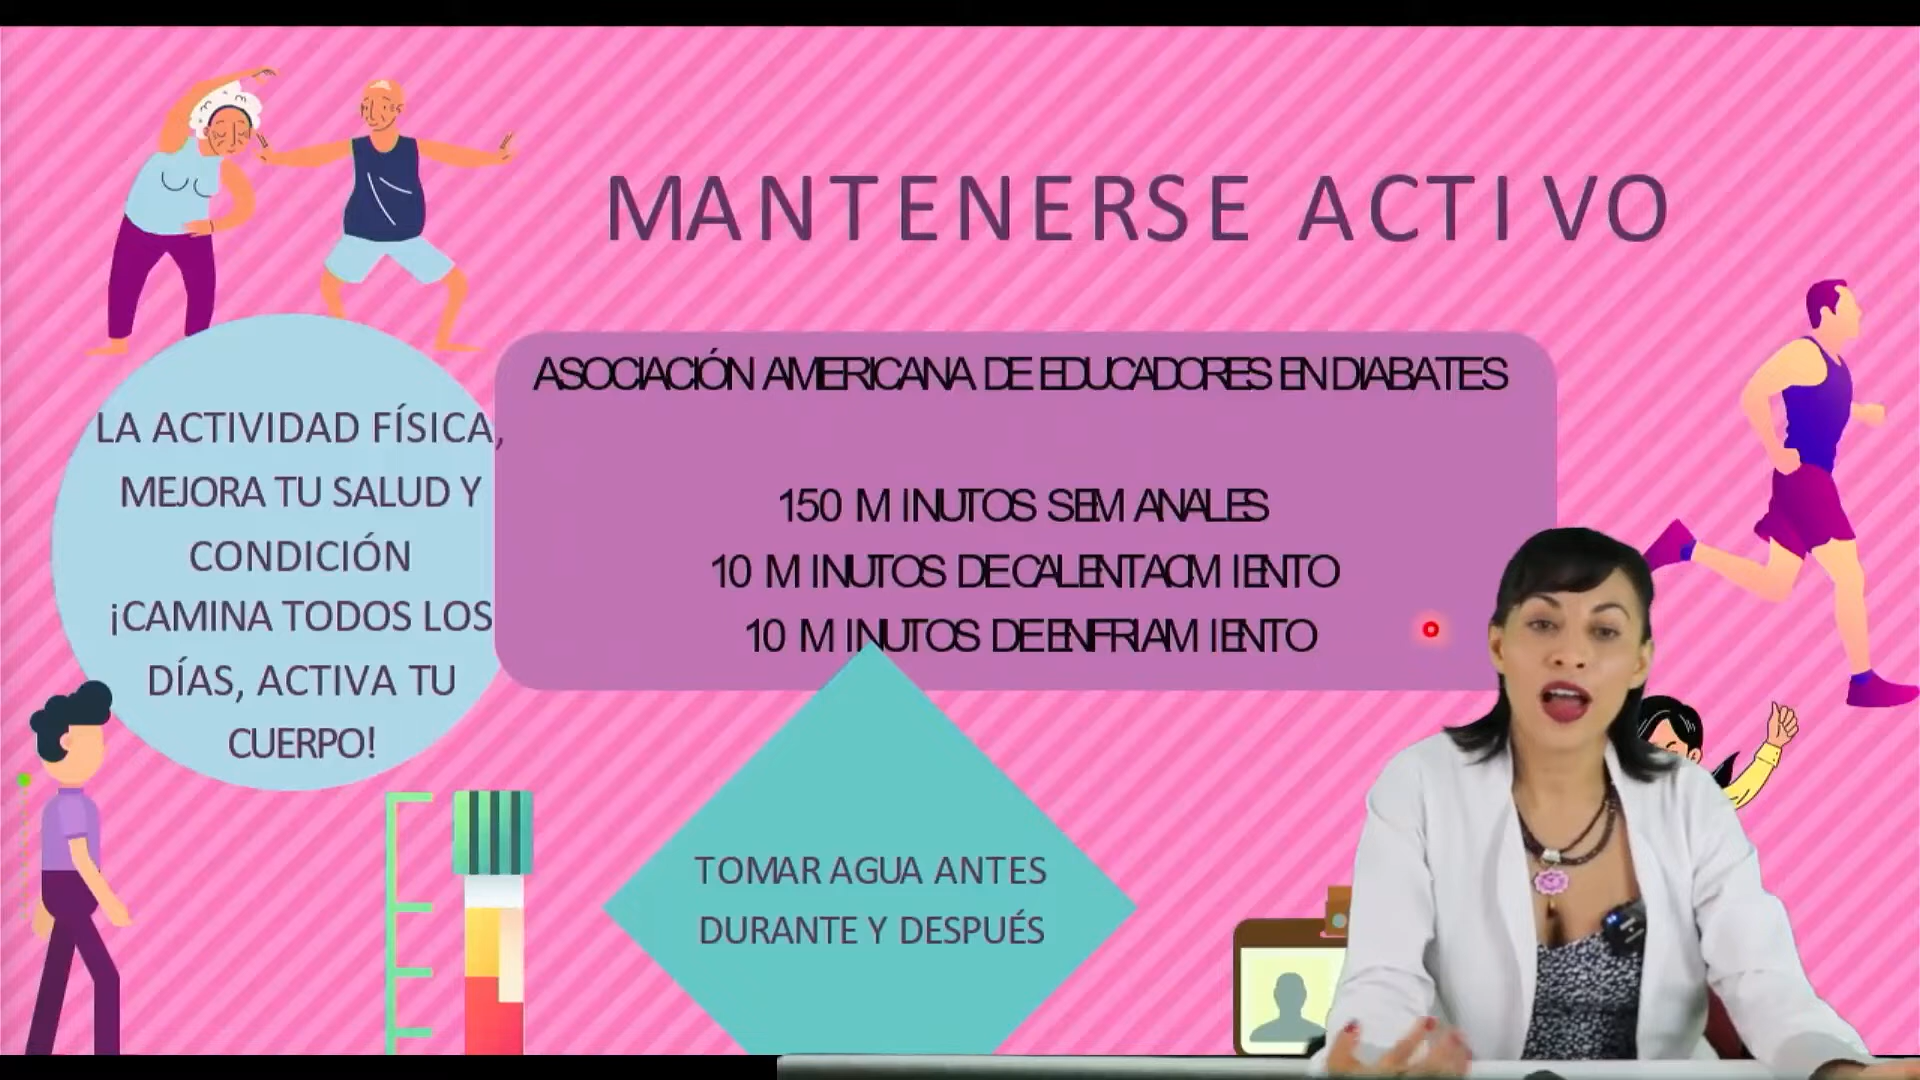 MANTENERSE ACTIVO
LA ACTIVIDAD FÍSICA,
MEJORA TU SALUD Y
CONDICIÓN
¡CAMINA TODOS LOS
DÍAS, ACTIVA TU
CUERPO!
ASOCIACIÓN AMERICANA DE EDUCADORES EN DIABATES
150 MINUTOS SEMANALES
10 MINUTOS DE CALENTACMIENTO
10 MINUTOS DE ENFRIAMIENTO
TOMAR AGUA ANTES
DURANTE Y DESPUÉS